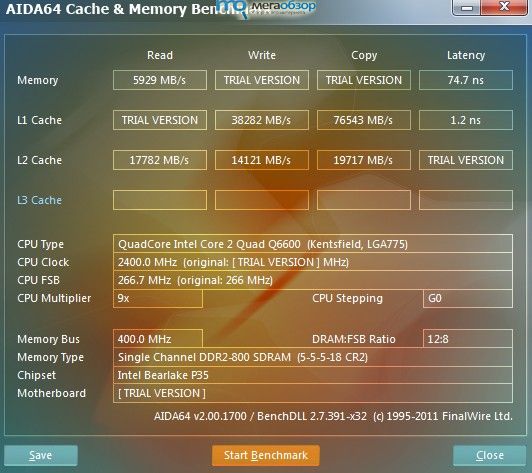 AIDA64 Cache & Memory Benchmark
мегаобзор
Read Write Copy Latency
Memory 5929 MB/s TRIAL VERSION TRIAL VERSION 74.7 ns
L1 Cache TRIAL VERSION 38282 MB/s 76543 MB/s 1.2 ns
L2 Cache 17782 MB/s 14121 MB/s 19717 MB/s TRIAL VERSION
L3 Cache
CPU Type QuadCore Intel Core 2 Quad Q6600 (Kentsfield, LGA775)
CPU Clock 2400.0 MHz (original: [ TRIAL VERSION ] MHz)
CPU FSB 266.7 MHz (original: 266 MHz)
CPU Multiplier 9x CPU Stepping G0
Memory Bus 400.0 MHz DRAM:FSB Ratio 12:8
Memory Type Single Channel DDR2-800 SDRAM (5-5-5-18 CR2)
Chipset Intel Bearlake P35
Motherboard [ TRIAL VERSION ]
AIDA64 v2.00.1700 / BenchDLL 2.7.391-x32 (c) 1995-2011 FinalWire Ltd.
Save Start Benchmark Close